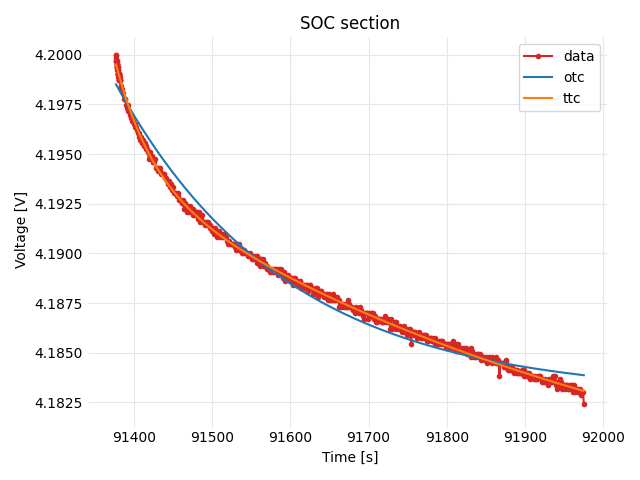 SOC section
4.2000
4.1975
4.1950
4.1925
4.1900
4.1875
4.1850
4.1825
Voltage [V]
data
otc
ttc
91400 91500 91600 91700 91800 91900 92000
Time [s]